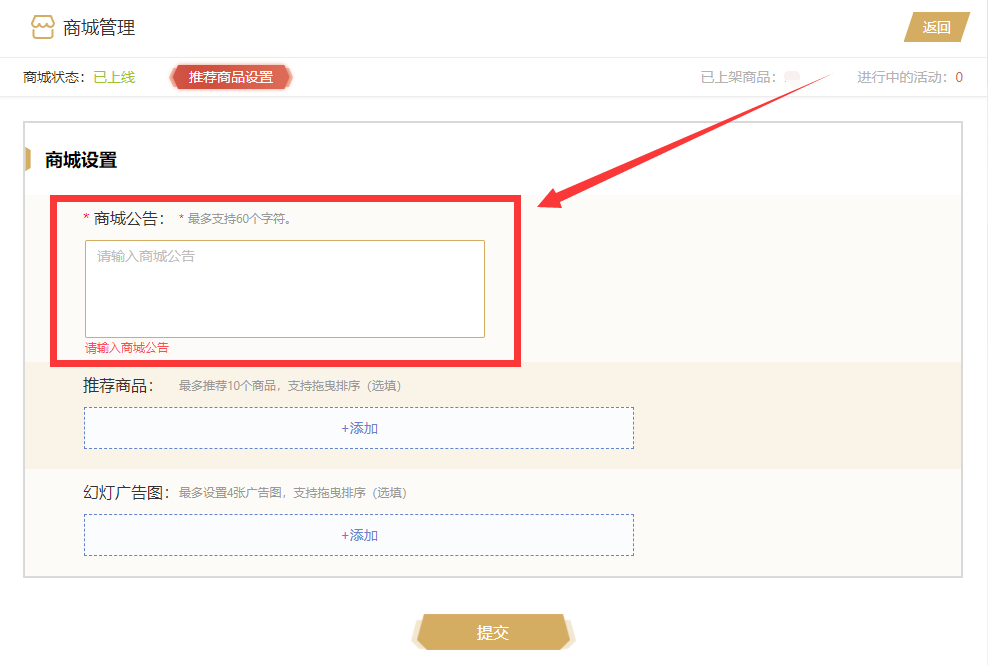 商城管理
返回
商城状态：已上线 推荐商品设置 已上架商品： 进行中的活动：0
商城设置
* 商城公告： * 最多支持60个字符。
请输入商城公告
请输入商城公告
推荐商品： 最多推荐10个商品，支持拖曳排序（选填）
+添加
幻灯广告图： 最多设置4张广告图，支持拖曳排序（选填）
+添加
提交